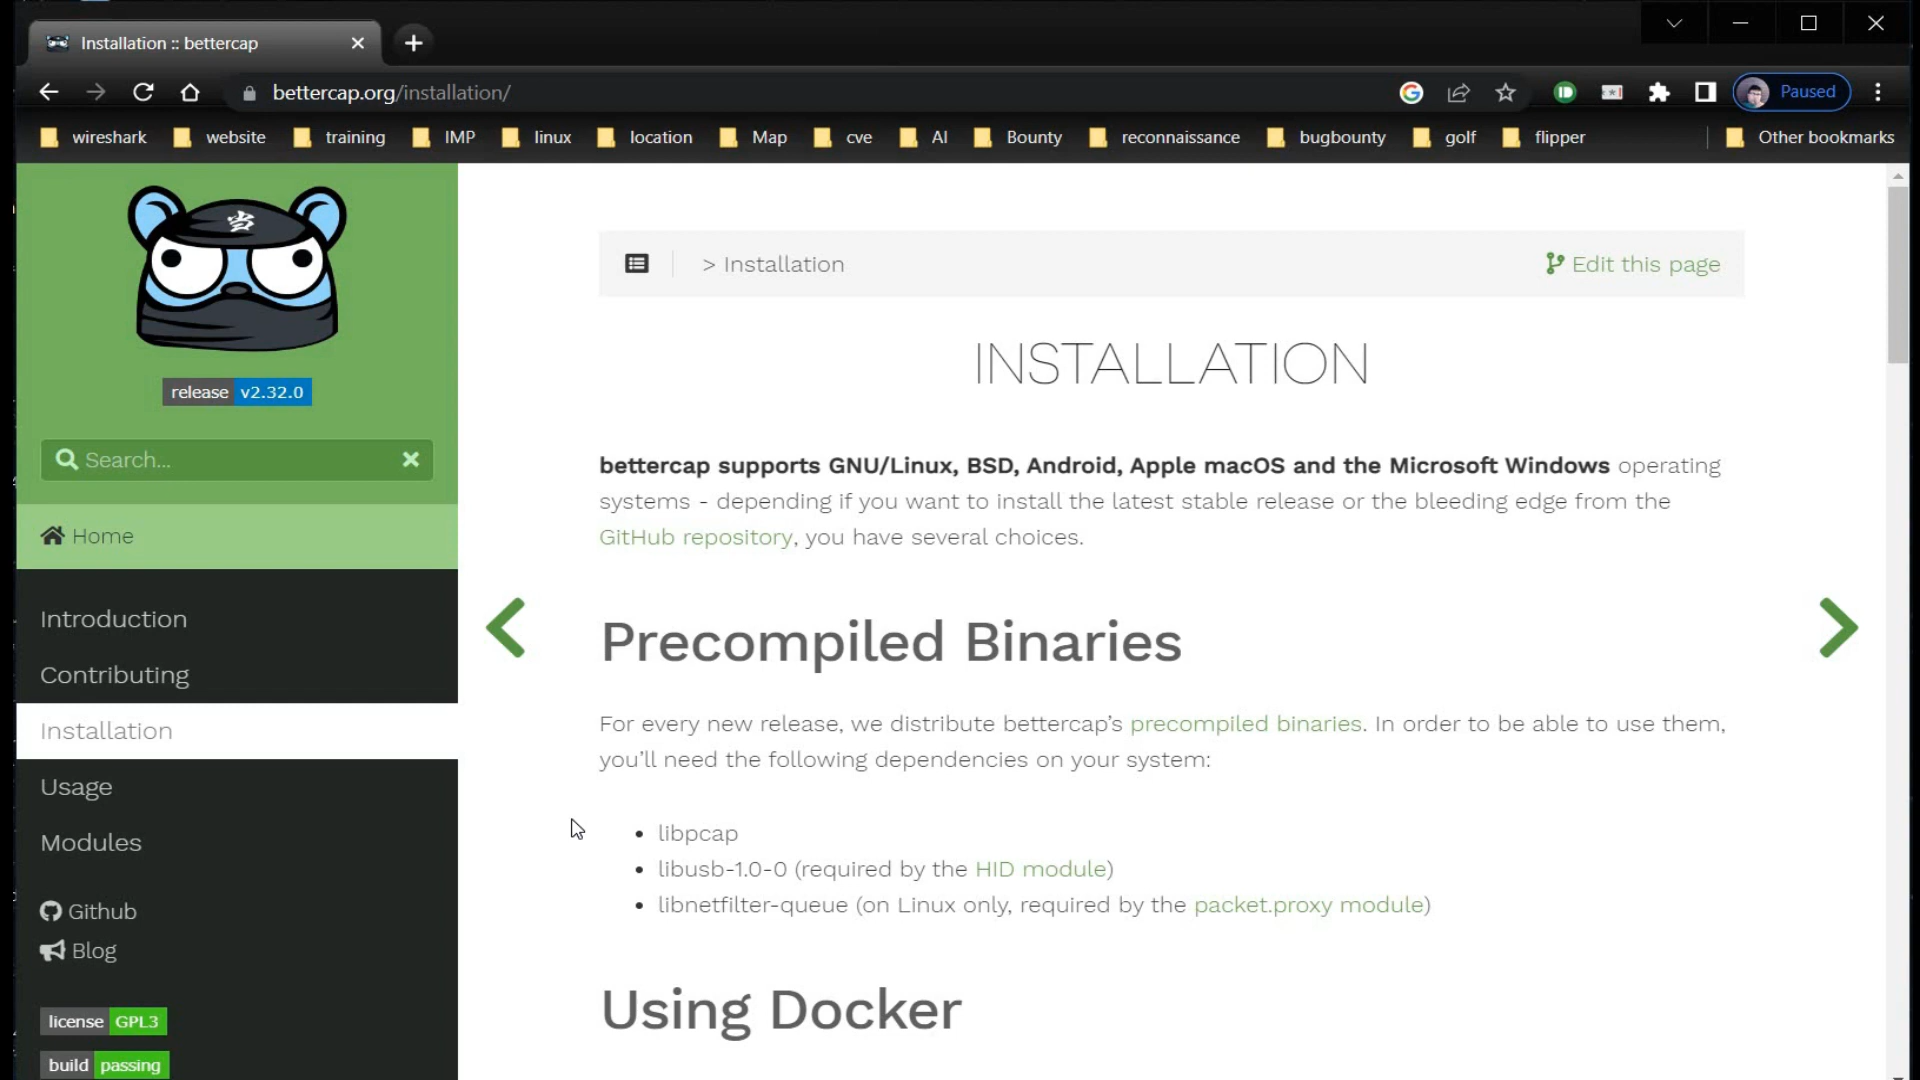 Installation :: bettercap
bettercap.org/installation/
Paused
wireshark
website
training
IMP
linux
location
Map
cve
AI
Bounty
reconnaissance
bugbounty
golf
flipper
Other bookmarks
release v2.32.0
Search...
Home
Introduction
Contributing
Installation
Usage
Modules
Github
Blog
license GPL3
build passing
> Installation
Edit this page
INSTALLATION
bettercap supports GNU/Linux, BSD, Android, Apple macOS and the Microsoft Windows operating
systems - depending if you want to install the latest stable release or the bleeding edge from the
GitHub repository, you have several choices.
Precompiled Binaries
For every new release, we distribute bettercap’s precompiled binaries. In order to be able to use them,
you’ll need the following dependencies on your system:
• libpcap
• libusb-1.0-0 (required by the HID module)
• libnetfilter-queue (on Linux only, required by the packet.proxy module)
Using Docker